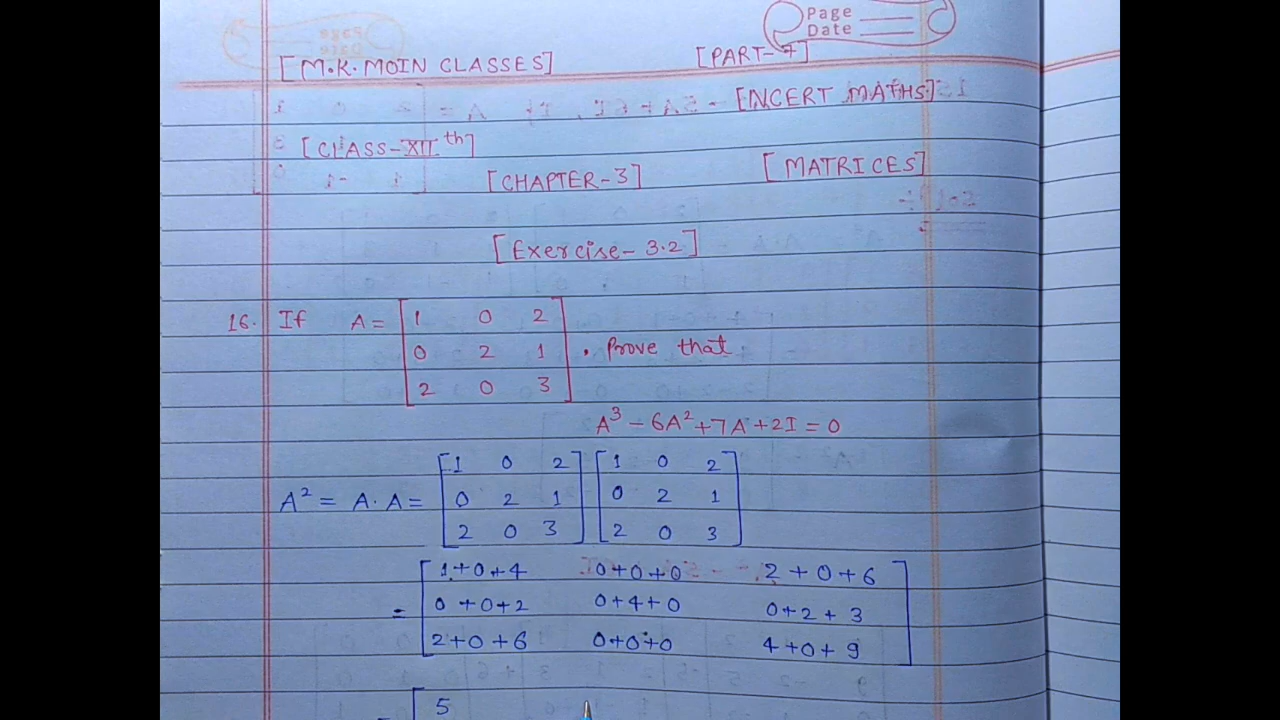 Page
Date
[M.K. MOIN CLASSES] [PART-7]
[NCERT MATHS]
[CLASS-XIIth]
[CHAPTER-3] [MATRICES]
[Exercise-3.2]
16. If A = [1 0 2
0 2 1 . Prove that
2 0 3]
A³ - 6A² + 7A + 2I = 0
[1 0 2] [1 0 2]
A² = A·A = [0 2 1] [0 2 1]
[2 0 3] [2 0 3]
[1+0+4 0+0+0 2+0+6]
= [0+0+2 0+4+0 0+2+3]
[2+0+6 0+0+0 4+0+9]
= [5